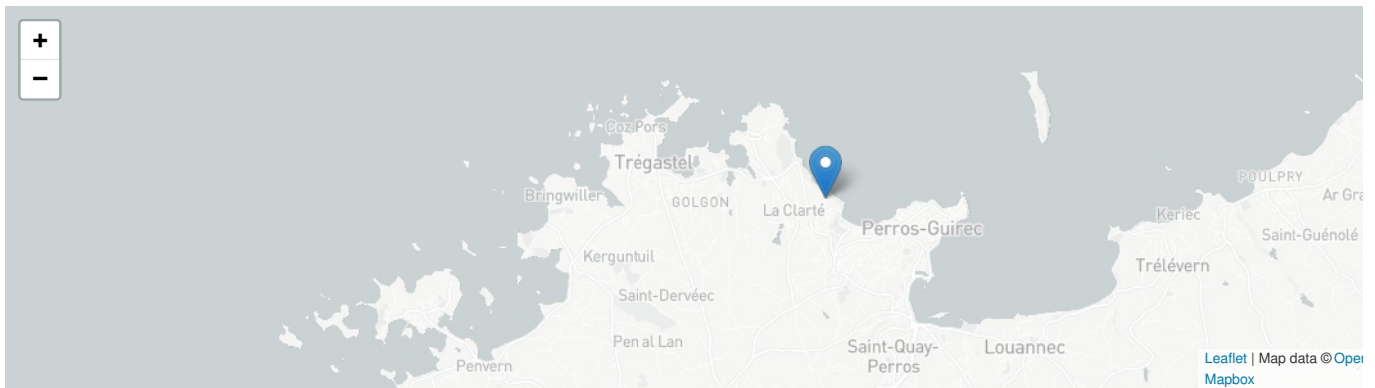 +
−
Coz Pors
Trégastel
Bringwiller
GOLGON
La Clarté
Perros-Guirec
POULPRY
Ar Gra
Keriec
Saint-Guénolé
Kerguntuil
Trélévern
Saint-Dervéec
Pen al Lan
Saint-Quay-
Perros
Louannec
Penvern
Leaflet | Map data © Oper
Mapbox